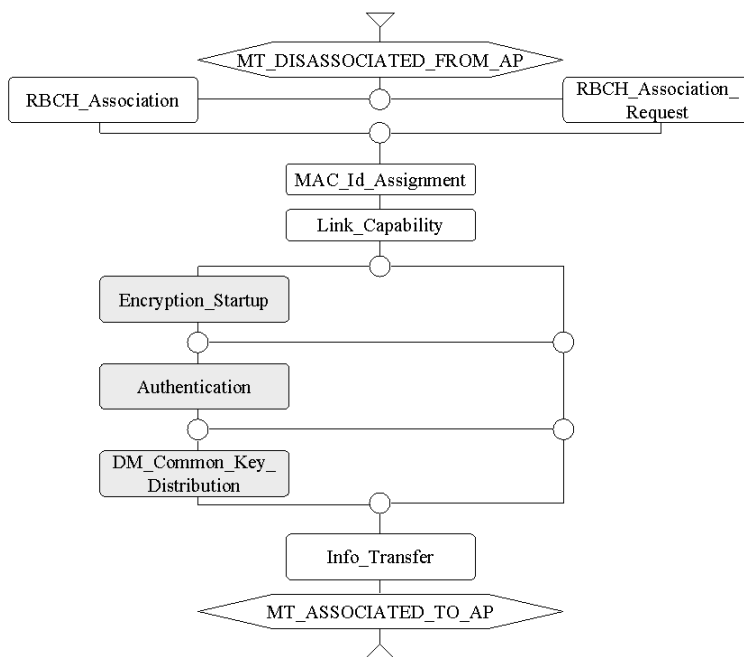 MT_DISASSOCIATED_FROM_AP
RBCH_Association
RBCH_Association_
Request
MAC_Id_Assignment
Link_Capability
Encryption_Startup
Authentication
DM_Common_Key_
Distribution
Info_Transfer
MT_ASSOCIATED_TO_AP